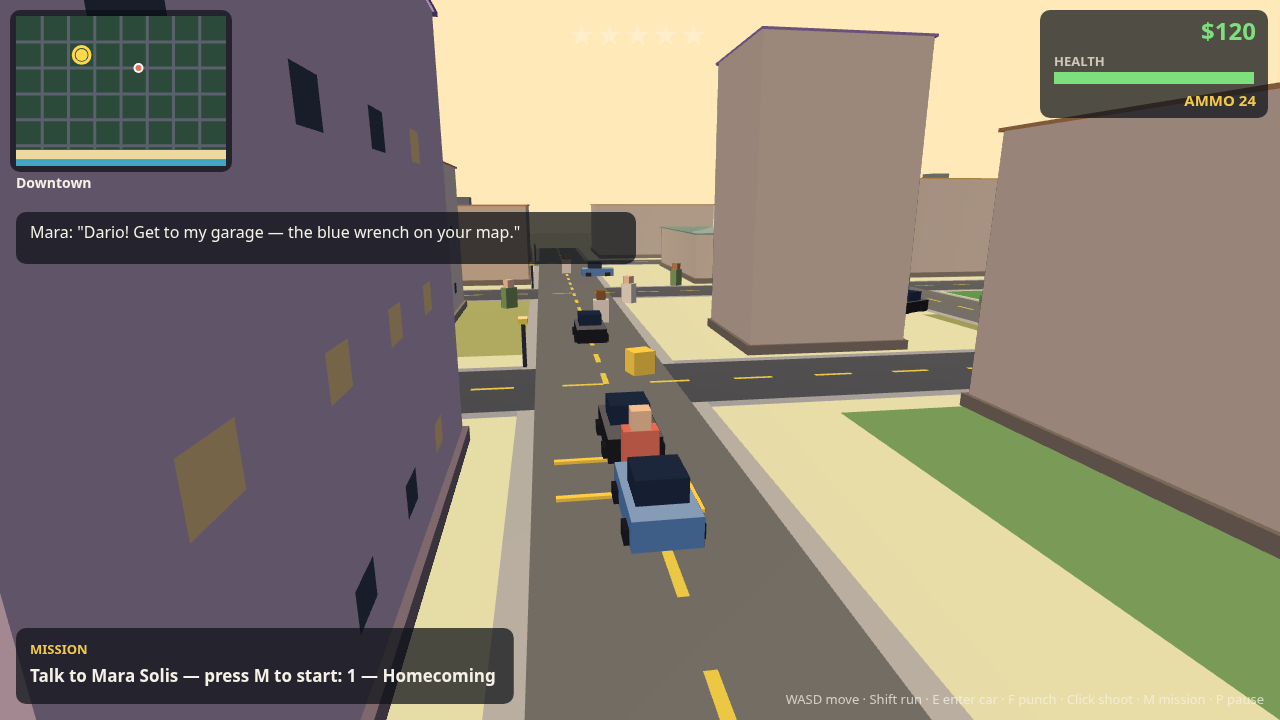 $120
HEALTH
AMMO 24
Downtown
Mara: "Dario! Get to my garage — the blue wrench on your map."
MISSION
Talk to Mara Solis — press M to start: 1 — Homecoming
WASD move · Shift run · E enter car · F punch · Click shoot · M mission · P pause